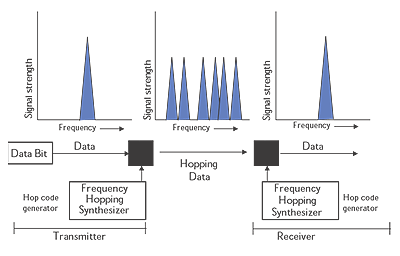 Signal strength
Frequency
Signal strength
Frequency
Signal strength
Frequency
Data Bit
Data
Hopping
Data
Data
Hop code
generator
Frequency
Hopping
Synthesizer
Frequency
Hopping
Synthesizer
Hop code
generator
Transmitter
Receiver